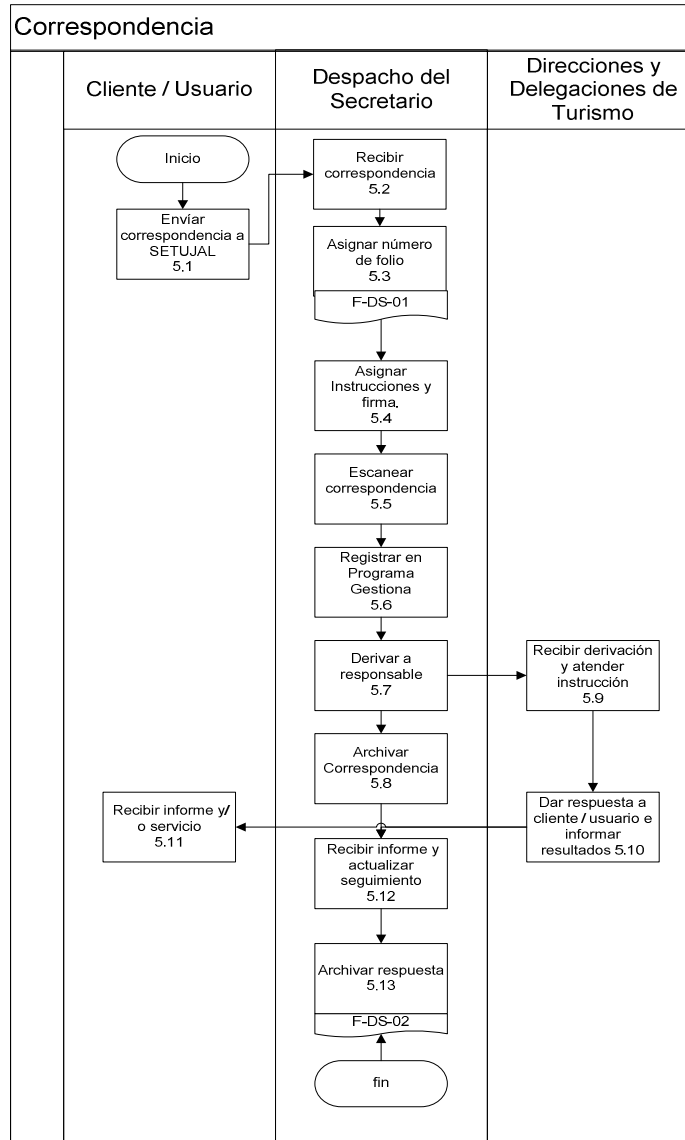 Correspondencia
Cliente / Usuario
Despacho del
Secretario
Direcciones y
Delegaciones de
Turismo
Inicio
Envíar
correspondencia a
SETUJAL
5.1
Recibir
correspondencia
5.2
Asignar número
de folio
5.3
F-DS-01
Asignar
Instrucciones y
firma.
5.4
Escanear
correspondencia
5.5
Registrar en
Programa
Gestiona
5.6
Derivar a
responsable
5.7
Recibir derivación
y atender
instrucción
5.9
Archivar
Correspondencia
5.8
Dar respuesta a
cliente / usuario e
informar
resultados 5.10
Recibir informe y/
o servicio
5.11
Recibir informe y
actualizar
seguimiento
5.12
Archivar respuesta
5.13
F-DS-02
fin